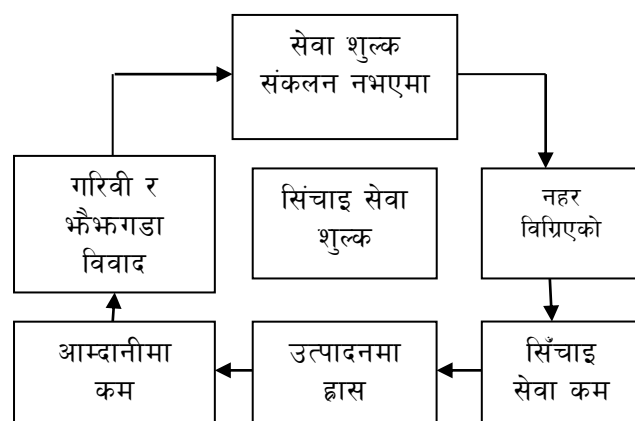 सेवा शुल्क
संकलन नभएमा
गरिवी र
झैझगडा
विवाद
सिंचाइ सेवा
शुल्क
नहर
विग्रिएको
आम्दानीमा
कम
उत्पादनमा
ह्रास
सिँचाइ
सेवा कम